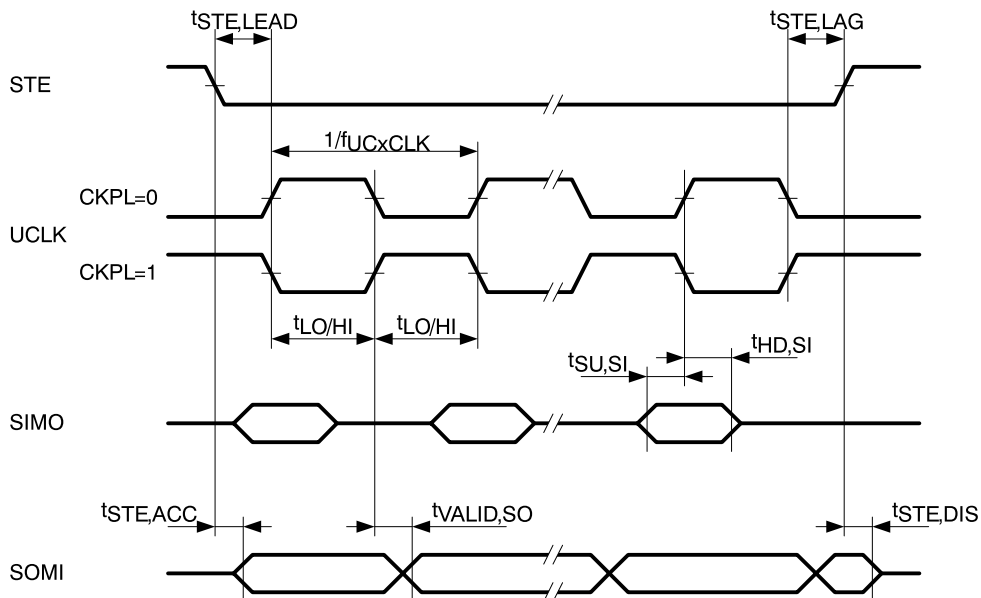 tSTE,LEAD
tSTE,LAG
STE
1/fUCxCLK
CKPL=0
UCLK
CKPL=1
tLO/HI
tLO/HI
tHD,SI
tSU,SI
SIMO
tSTE,ACC
tVALID,SO
tSTE,DIS
SOMI